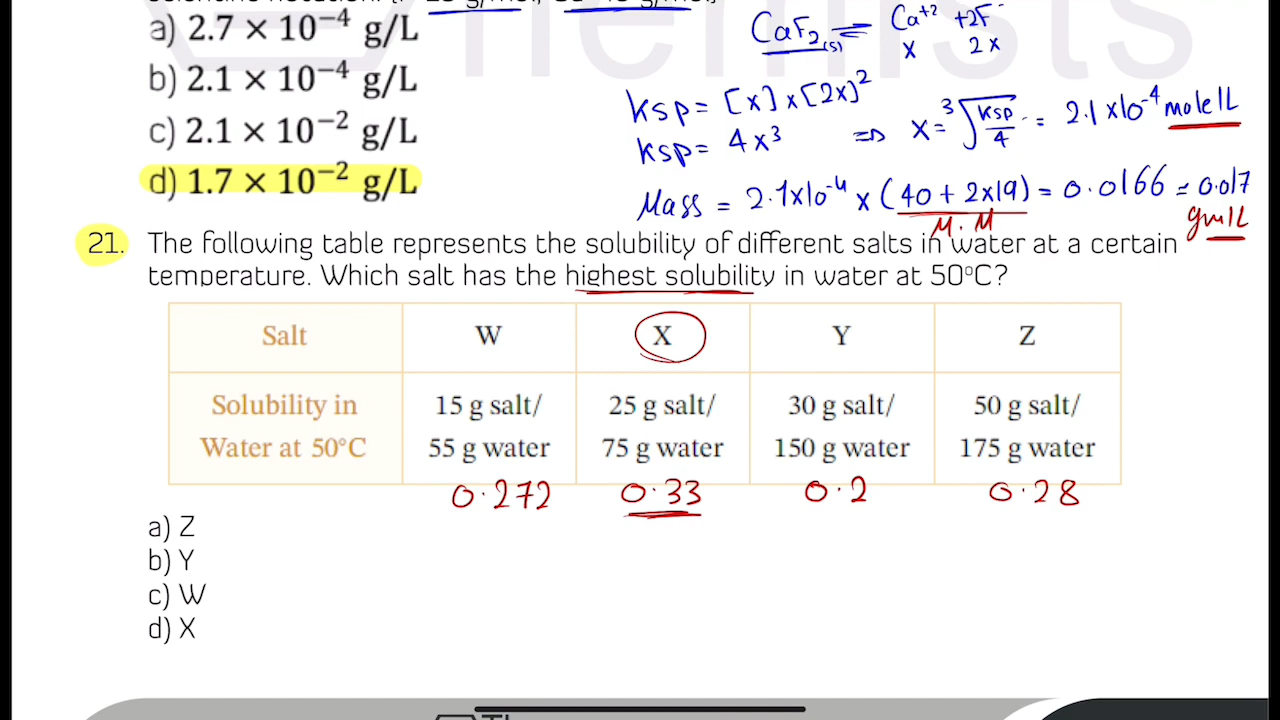 a) 2.7 × 10⁻⁴ g/L
b) 2.1 × 10⁻⁴ g/L
c) 2.1 × 10⁻² g/L
d) 1.7 × 10⁻² g/L
CaF₂(s) ⇌ Ca⁺² + 2F⁻
x 2x
Ksp = [x] × [2x]²
Ksp = 4x³ ⇒ x = ³√(Ksp/4) = 2.1 × 10⁻⁴ mole/L
Mass = 2.1×10⁻⁴ × (40 + 2×19) = 0.0166 = 0.017
M.M gm/L
21. The following table represents the solubility of different salts in water at a certain
temperature. Which salt has the highest solubility in water at 50°C?
Salt W X Y Z
Solubility in 15 g salt/ 25 g salt/ 30 g salt/ 50 g salt/
Water at 50°C 55 g water 75 g water 150 g water 175 g water
0.272 0.33 0.2 0.28
a) Z
b) Y
c) W
d) X